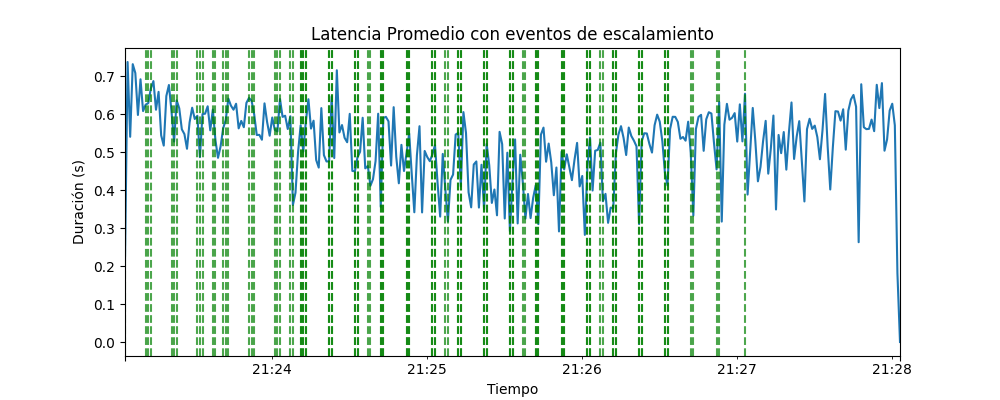 Latencia Promedio con eventos de escalamiento
Duración (s)
0.7
0.6
0.5
0.4
0.3
0.2
0.1
0.0
21:24 21:25 21:26 21:27 21:28
Tiempo